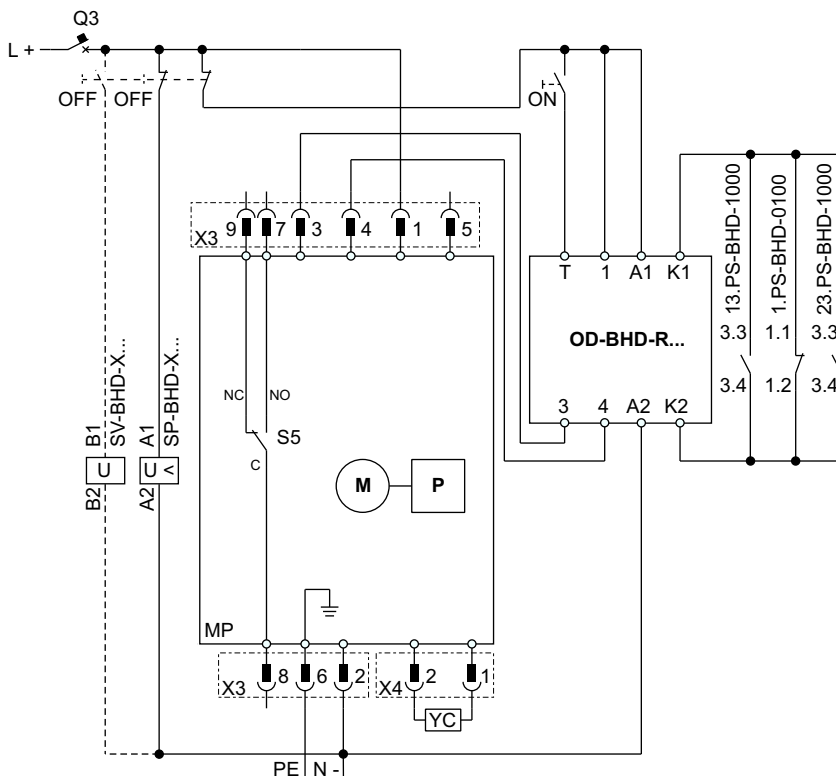 Q3
L +
OFF OFF ON
X3 9 7 3 4 1 5
T 1 A1 K1
OD-BHD-R...
3 4 A2 K2
13.PS-BHD-1000
3.3
3.4
1.PS-BHD-0100
1.1
1.2
23.PS-BHD-1000
3.3
3.4
NC NO
S5
C
B1
SV-BHD-X...
U
B2
A1
SP-BHD-X...
U <
A2
M P
MP
X3 8 6 2
X4 2 1
YC
PE N -